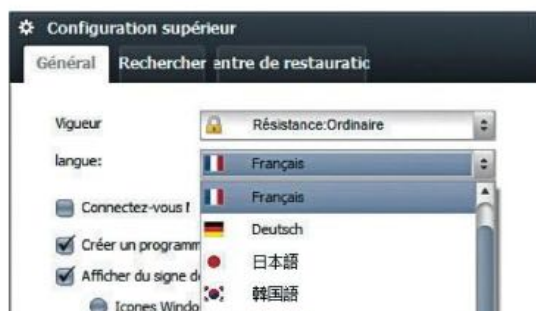 Configuration supérieur
Général Rechercher entre de restauratic
Vigueur Résistance:Ordinaire
langue: Français
Français
Connectez-vous
Deutsch
Créer un programm
日本語
Afficher du signe de
韓国語
Icones Windo